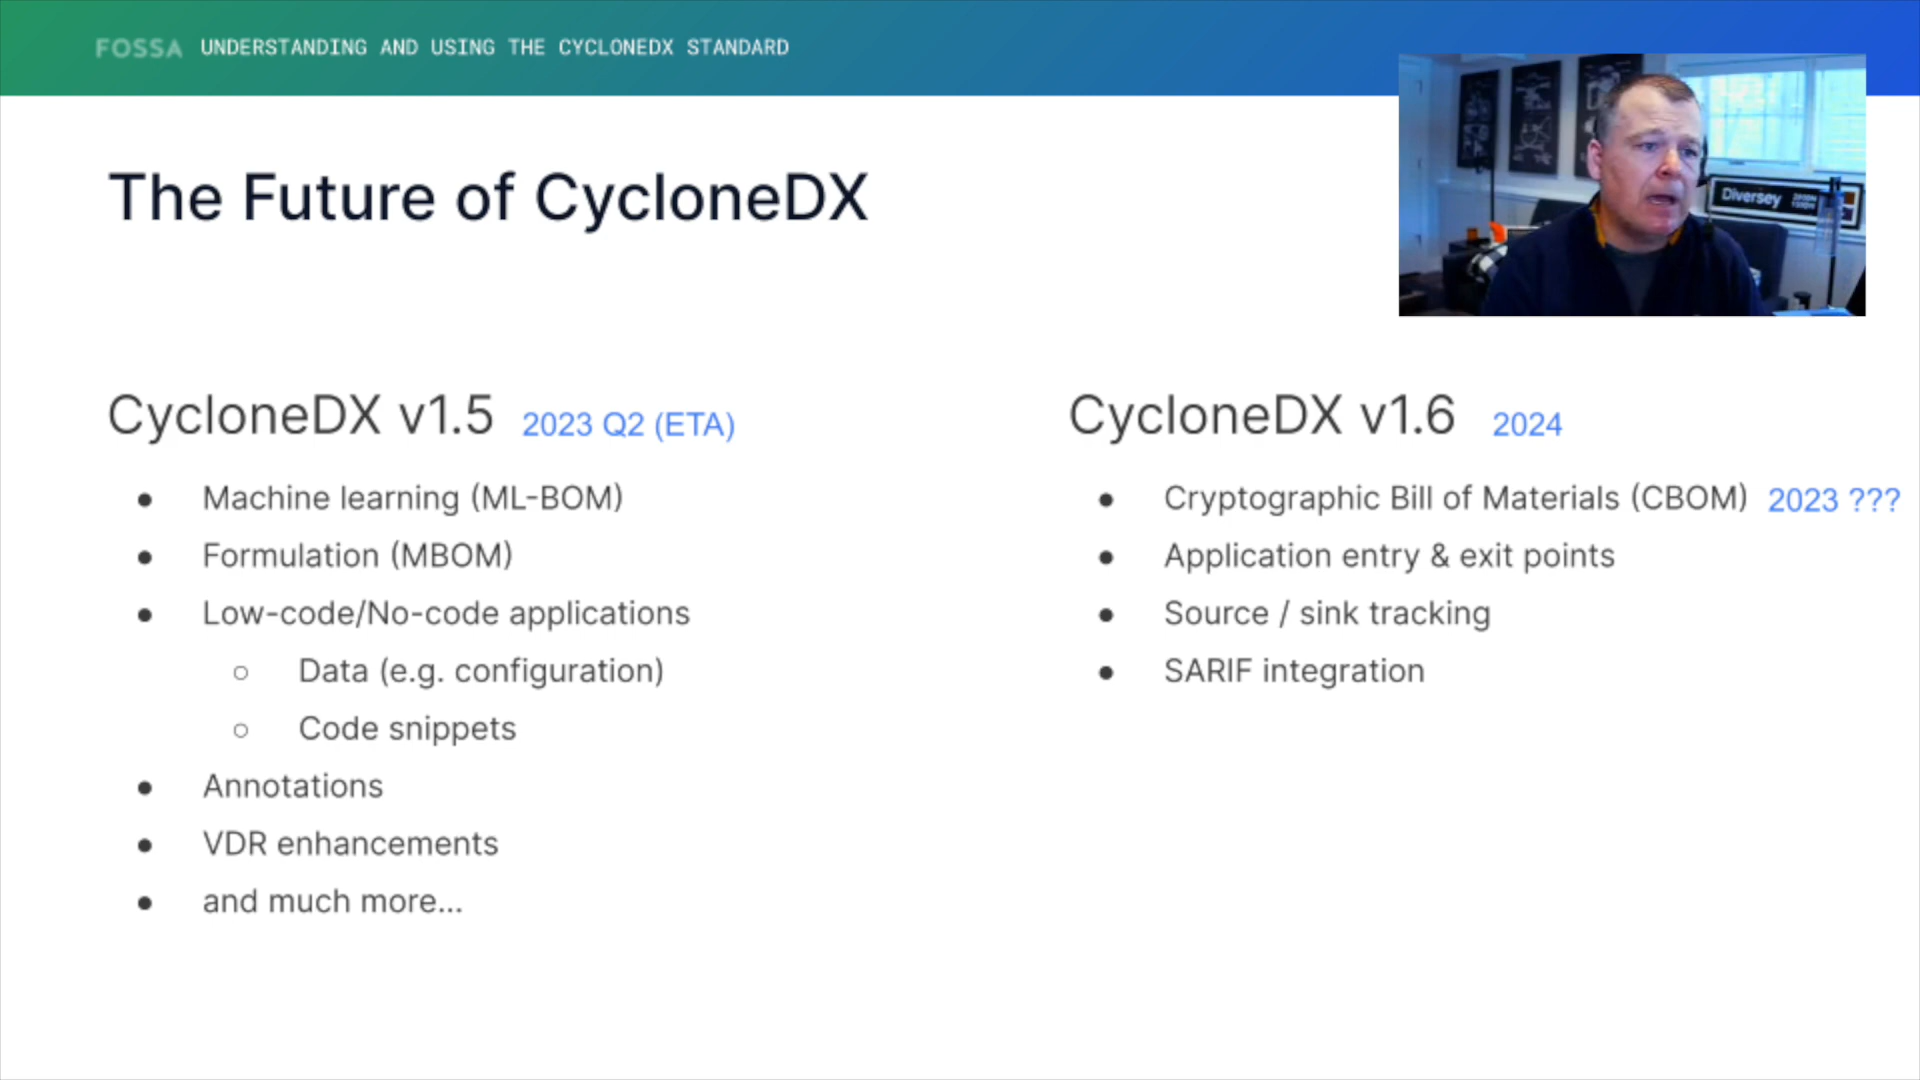 FOSSA UNDERSTANDING AND USING THE CYCLONEDX STANDARD
Diversey
The Future of CycloneDX
CycloneDX v1.5 2023 Q2 (ETA)
● Machine learning (ML-BOM)
● Formulation (MBOM)
● Low-code/No-code applications
○ Data (e.g. configuration)
○ Code snippets
● Annotations
● VDR enhancements
● and much more...
CycloneDX v1.6 2024
● Cryptographic Bill of Materials (CBOM) 2023 ???
● Application entry & exit points
● Source / sink tracking
● SARIF integration